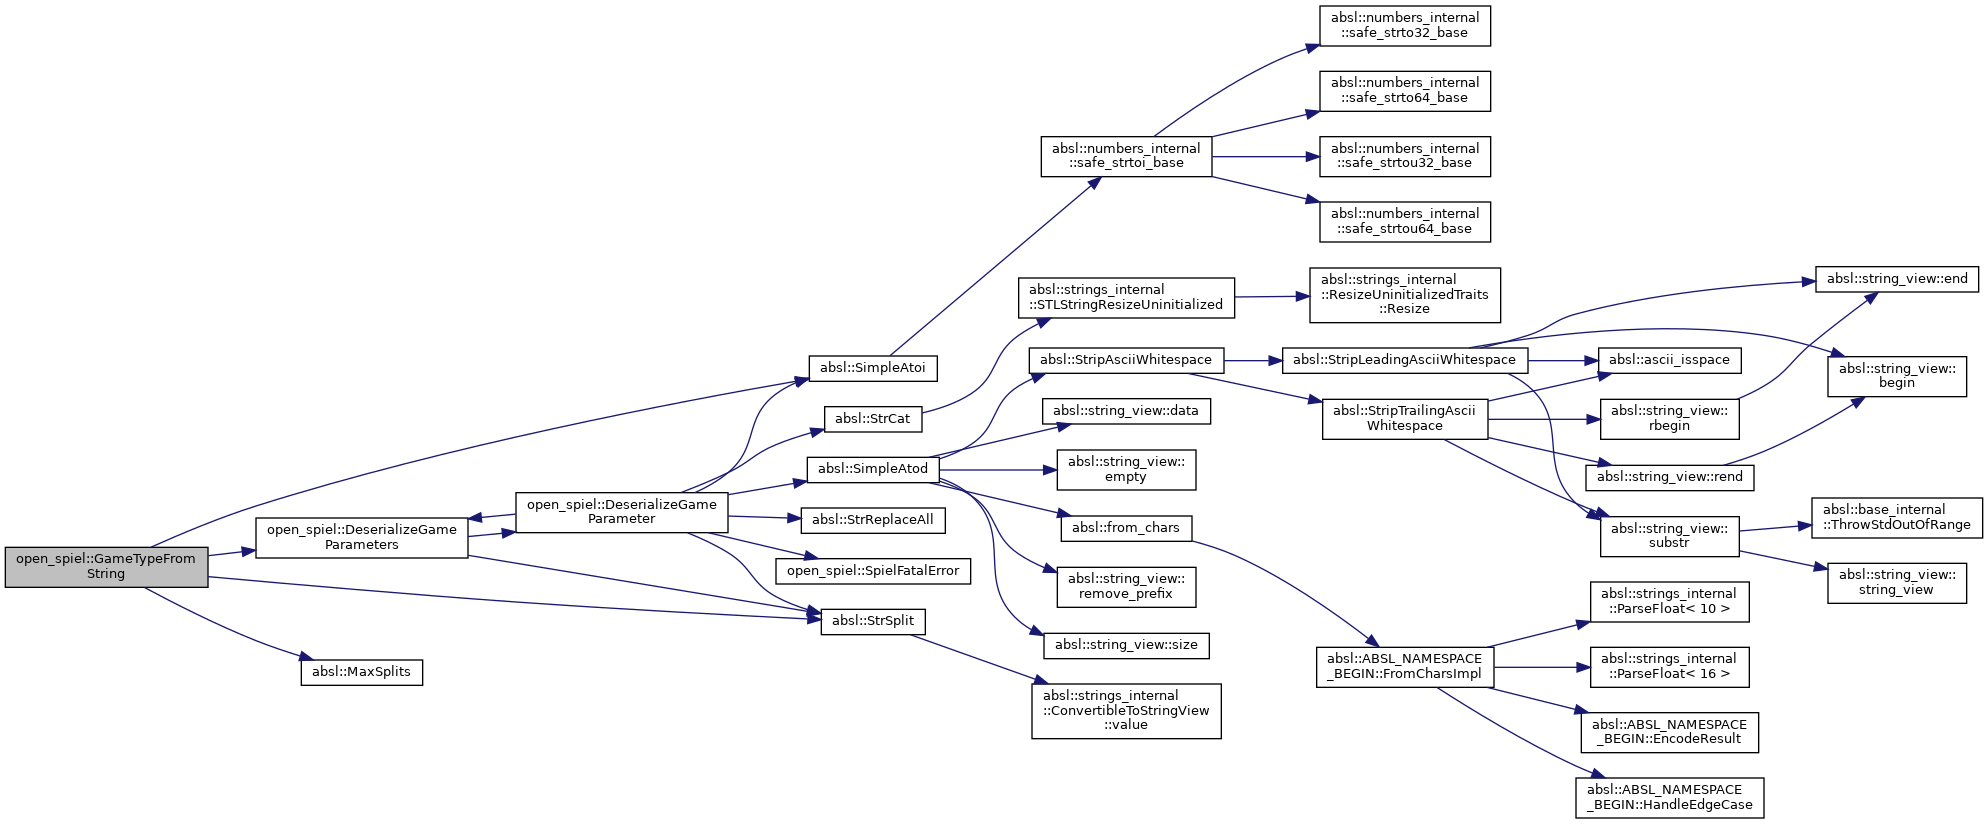 open_spiel::GameTypeFrom
String
open_spiel::DeserializeGame
Parameters
absl::MaxSplits
open_spiel::DeserializeGame
Parameter
absl::SimpleAtoi
absl::StrCat
absl::SimpleAtod
absl::StrReplaceAll
open_spiel::SpielFatalError
absl::StrSplit
absl::numbers_internal
::safe_strtoi_base
absl::strings_internal
::STLStringResizeUninitialized
absl::StripAsciiWhitespace
absl::string_view::data
absl::string_view::
empty
absl::from_chars
absl::string_view::
remove_prefix
absl::string_view::size
absl::strings_internal
::ConvertibleToStringView
::value
absl::numbers_internal
::safe_strto32_base
absl::numbers_internal
::safe_strto64_base
absl::numbers_internal
::safe_strtou32_base
absl::numbers_internal
::safe_strtou64_base
absl::strings_internal
::ResizeUninitializedTraits
::Resize
absl::StripLeadingAsciiWhitespace
absl::StripTrailingAscii
Whitespace
absl::ABSL_NAMESPACE
_BEGIN::FromCharsImpl
absl::ascii_isspace
absl::string_view::
rbegin
absl::string_view::rend
absl::string_view::
substr
absl::strings_internal
::ParseFloat< 10 >
absl::strings_internal
::ParseFloat< 16 >
absl::ABSL_NAMESPACE
_BEGIN::EncodeResult
absl::ABSL_NAMESPACE
_BEGIN::HandleEdgeCase
absl::string_view::end
absl::string_view::
begin
absl::base_internal
::ThrowStdOutOfRange
absl::string_view::
string_view